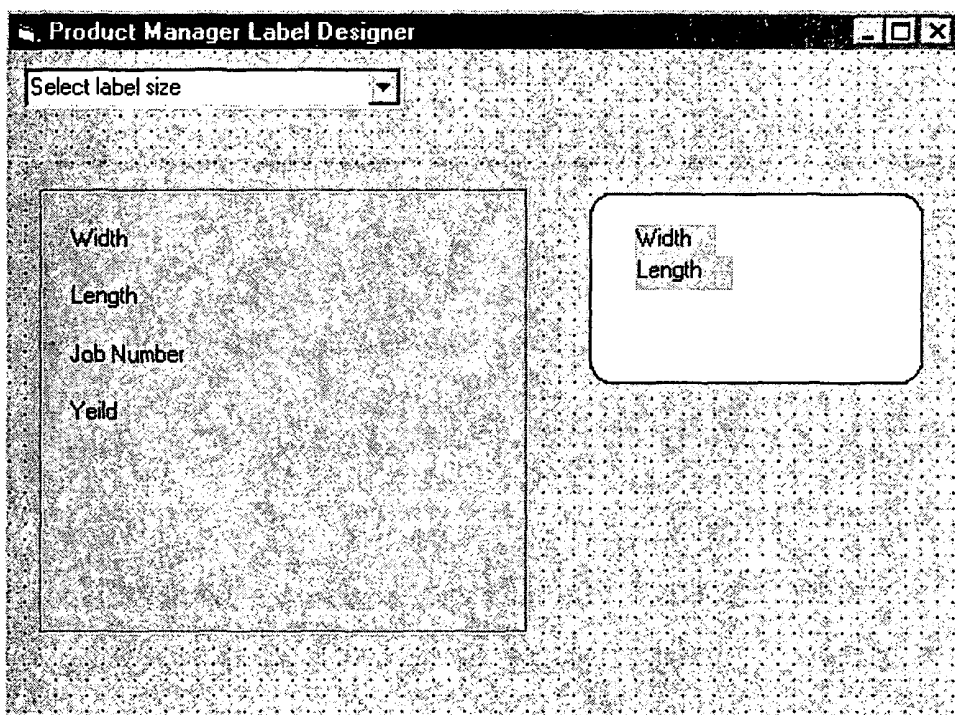 Product Manager Label Designer
Select label size
Width
Length
Job Number
Yeild
Width
Length